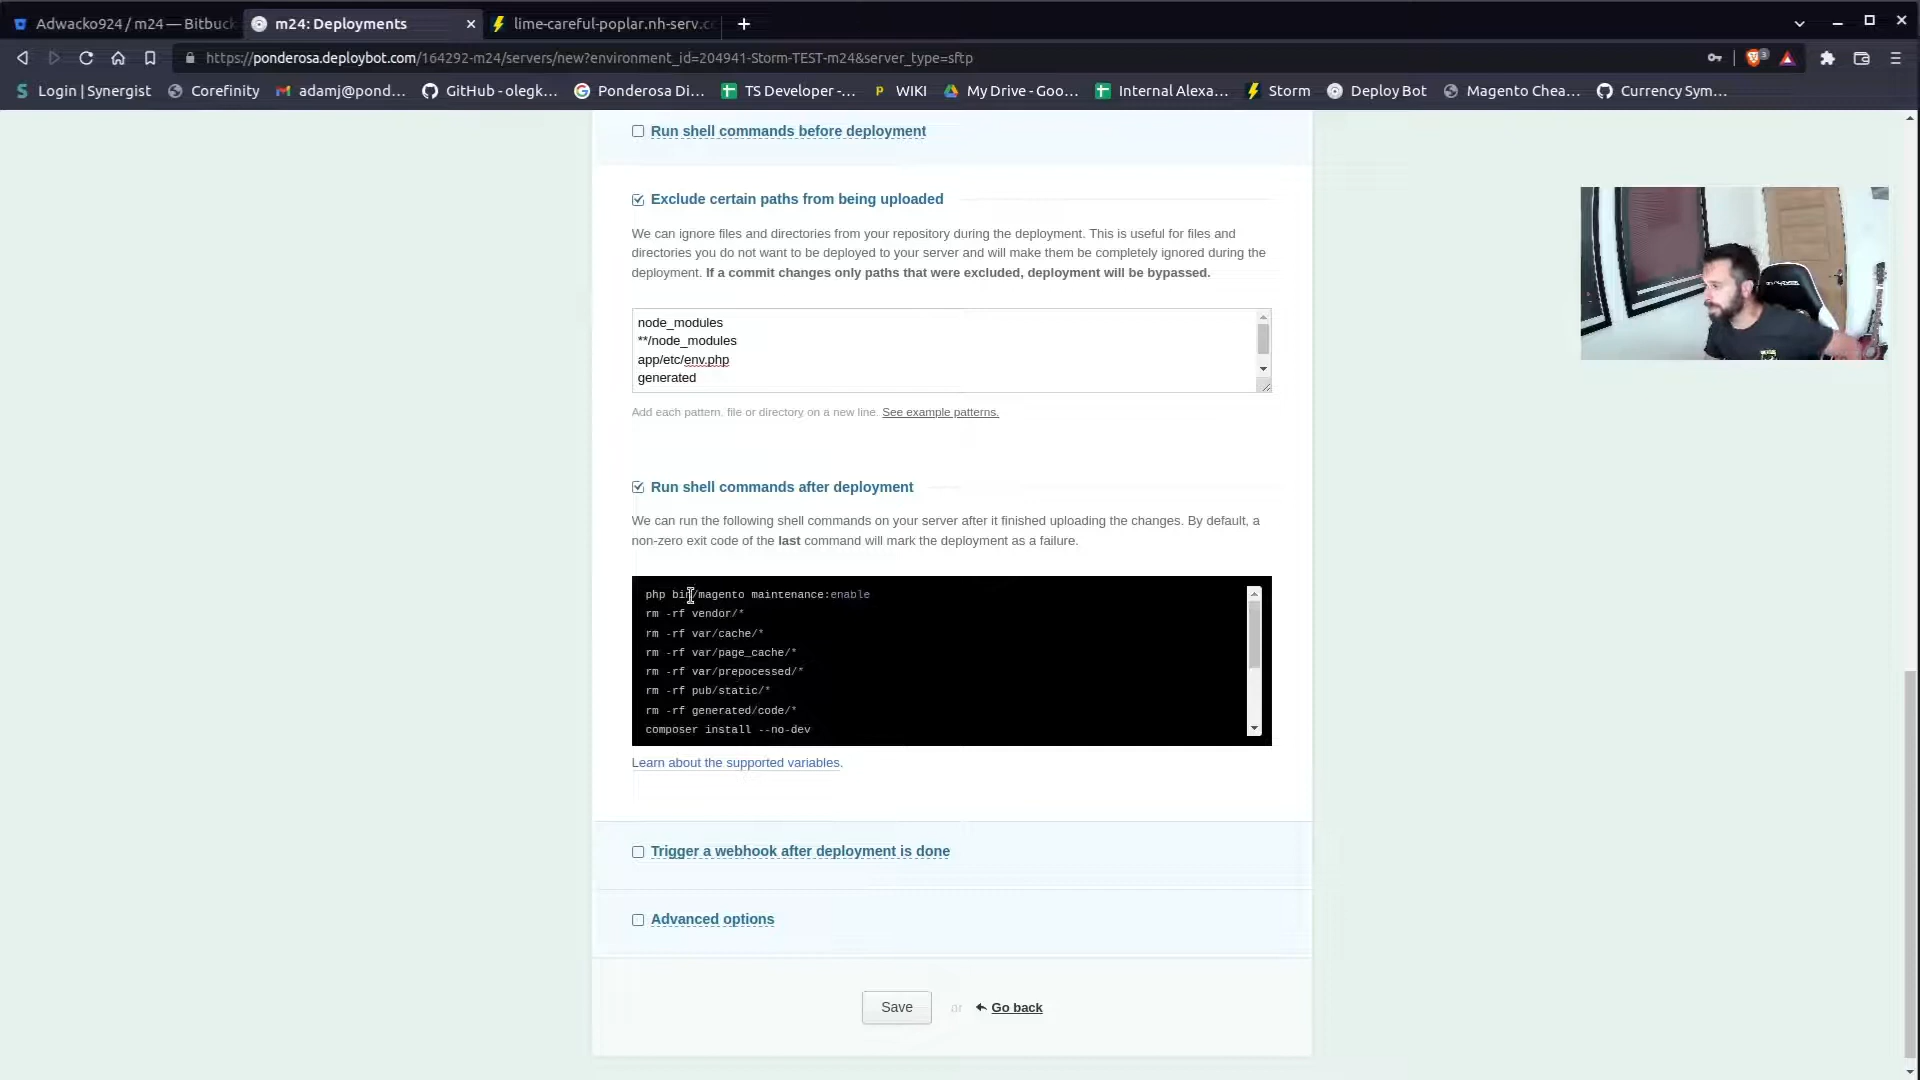 Adwacko924 / m24 — Bitbuck
m24: Deployments
lime-careful-poplar.nh-serv.co
https://ponderosa.deploybot.com/164292-m24/servers/new?environment_id=204941-Storm-TEST-m24&server_type=sftp
3
Login | Synergist
Corefinity
adamj@pond...
GitHub - olegk...
Ponderosa Di...
TS Developer -...
WIKI
My Drive - Goo...
Internal Alexa...
Storm
Deploy Bot
Magento Chea...
Currency Sym...
Run shell commands before deployment
Exclude certain paths from being uploaded
We can ignore files and directories from your repository during the deployment. This is useful for files and
directories you do not want to be deployed to your server and will make them be completely ignored during the
deployment. If a commit changes only paths that were excluded, deployment will be bypassed.
node_modules
**/node_modules
app/etc/env.php
generated
Add each pattern, file or directory on a new line. See example patterns.
Run shell commands after deployment
We can run the following shell commands on your server after it finished uploading the changes. By default, a
non-zero exit code of the last command will mark the deployment as a failure.
php bin/magento maintenance:enable
rm -rf vendor/*
rm -rf var/cache/*
rm -rf var/page_cache/*
rm -rf var/prepocessed/*
rm -rf pub/static/*
rm -rf generated/code/*
composer install --no-dev
Learn about the supported variables.
Trigger a webhook after deployment is done
Advanced options
Save or Go back